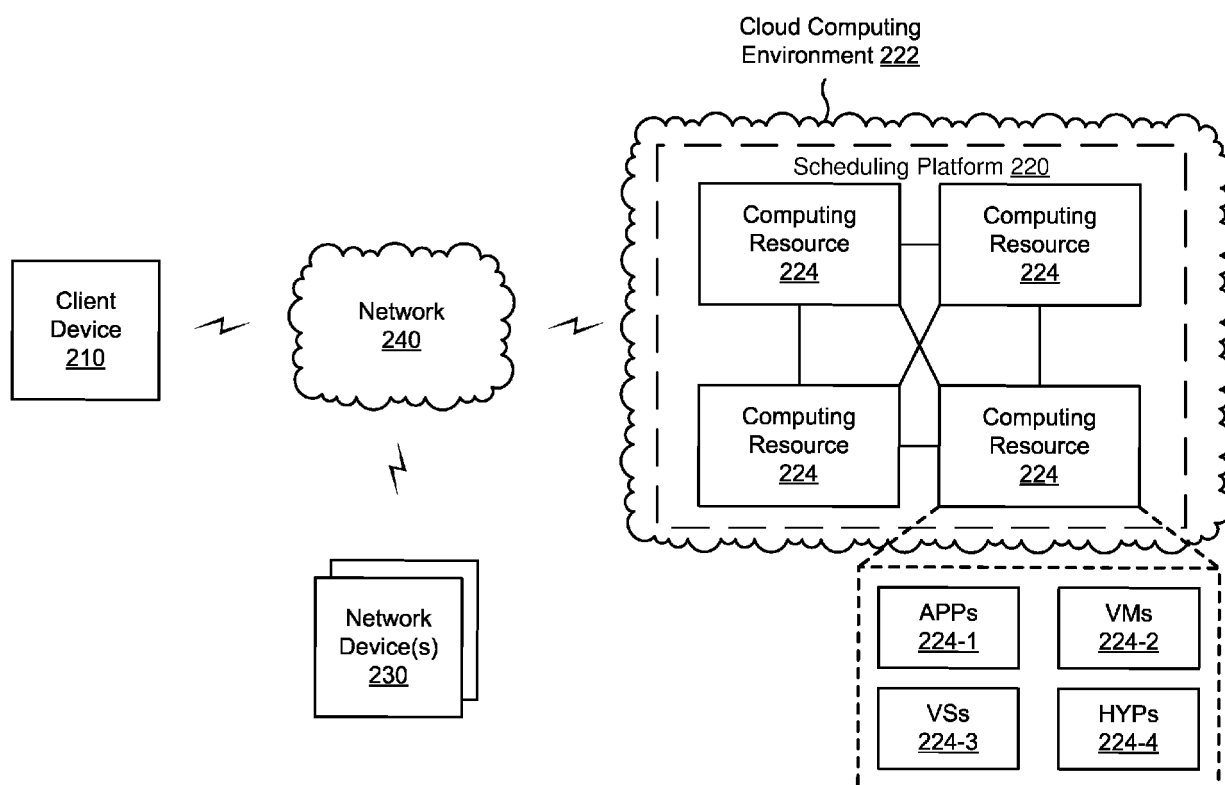 Cloud Computing
Environment 222
Scheduling Platform 220
Computing
Resource
224
Computing
Resource
224
Client
Device
210
Network
240
Computing
Resource
224
Computing
Resource
224
Network
Device(s)
230
APPs
224-1
VMs
224-2
VSs
224-3
HYPs
224-4